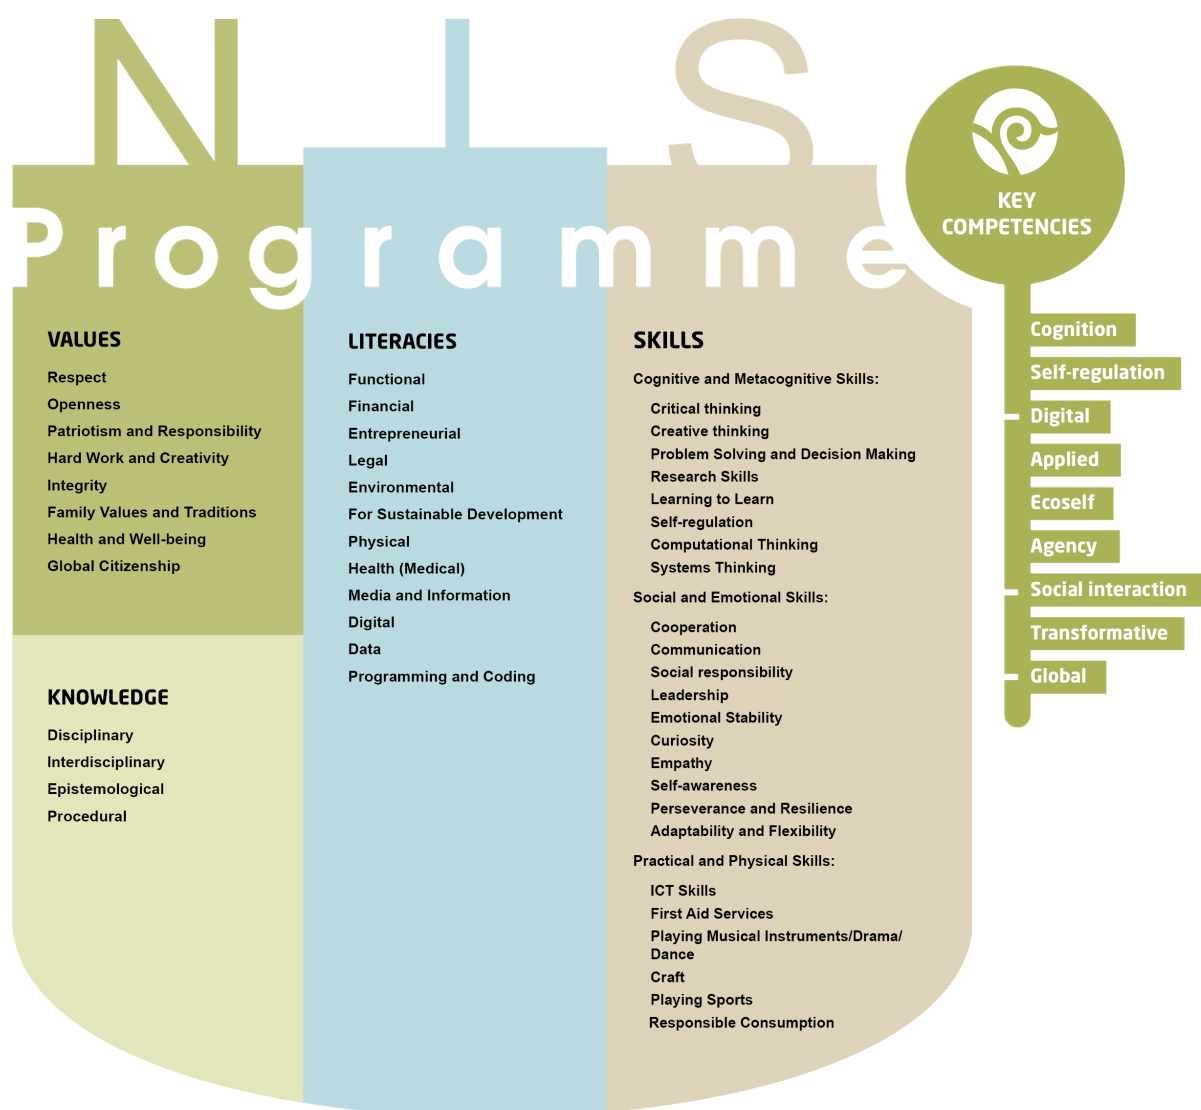 NIS
Programme
VALUES
Respect
Openness
Patriotism and Responsibility
Hard Work and Creativity
Integrity
Family Values and Traditions
Health and Well-being
Global Citizenship
KNOWLEDGE
Disciplinary
Interdisciplinary
Epistemological
Procedural
LITERACIES
Functional
Financial
Entrepreneurial
Legal
Environmental
For Sustainable Development
Physical
Health (Medical)
Media and Information
Digital
Data
Programming and Coding
SKILLS
Cognitive and Metacognitive Skills:
Critical thinking
Creative thinking
Problem Solving and Decision Making
Research Skills
Learning to Learn
Self-regulation
Computational Thinking
Systems Thinking
Social and Emotional Skills:
Cooperation
Communication
Social responsibility
Leadership
Emotional Stability
Curiosity
Empathy
Self-awareness
Perseverance and Resilience
Adaptability and Flexibility
Practical and Physical Skills:
ICT Skills
First Aid Services
Playing Musical Instruments/Drama/
Dance
Craft
Playing Sports
Responsible Consumption
KEY
COMPETENCIES
Cognition
Self-regulation
Digital
Applied
Ecoself
Agency
Social interaction
Transformative
Global